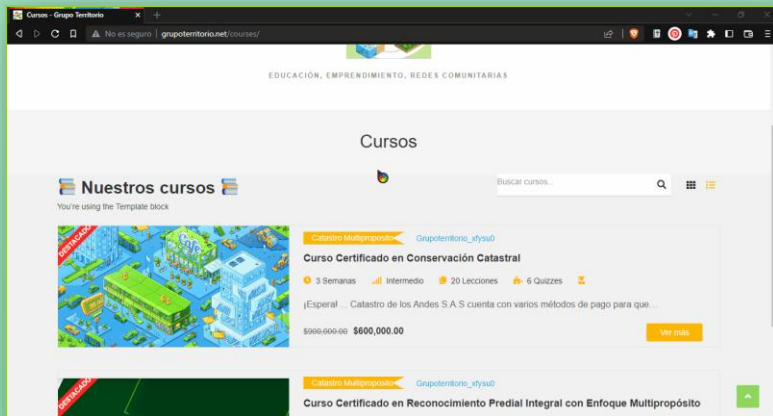 Cursos - Grupo Territorio
No es seguro | grupoterritorio.net/courses/
EDUCACIÓN, EMPRENDIMIENTO, REDES COMUNITARIAS
Cursos
Nuestros cursos
Buscar cursos...
You're using the Template block
DESTACADO
Café
Catastro Multiproposito
Grupoterritorio_xfysu0
Curso Certificado en Conservación Catastral
3 Semanas Intermedio 20 Lecciones 6 Quizzes
¡Espera! ... Catastro de los Andes S.A.S cuenta con varios métodos de pago para que...
$900,000.00 $600,000.00
Ver más
DESTACADO
Catastro Multiproposito
Grupoterritorio_xfysu0
Curso Certificado en Reconocimiento Predial Integral con Enfoque Multipropósito